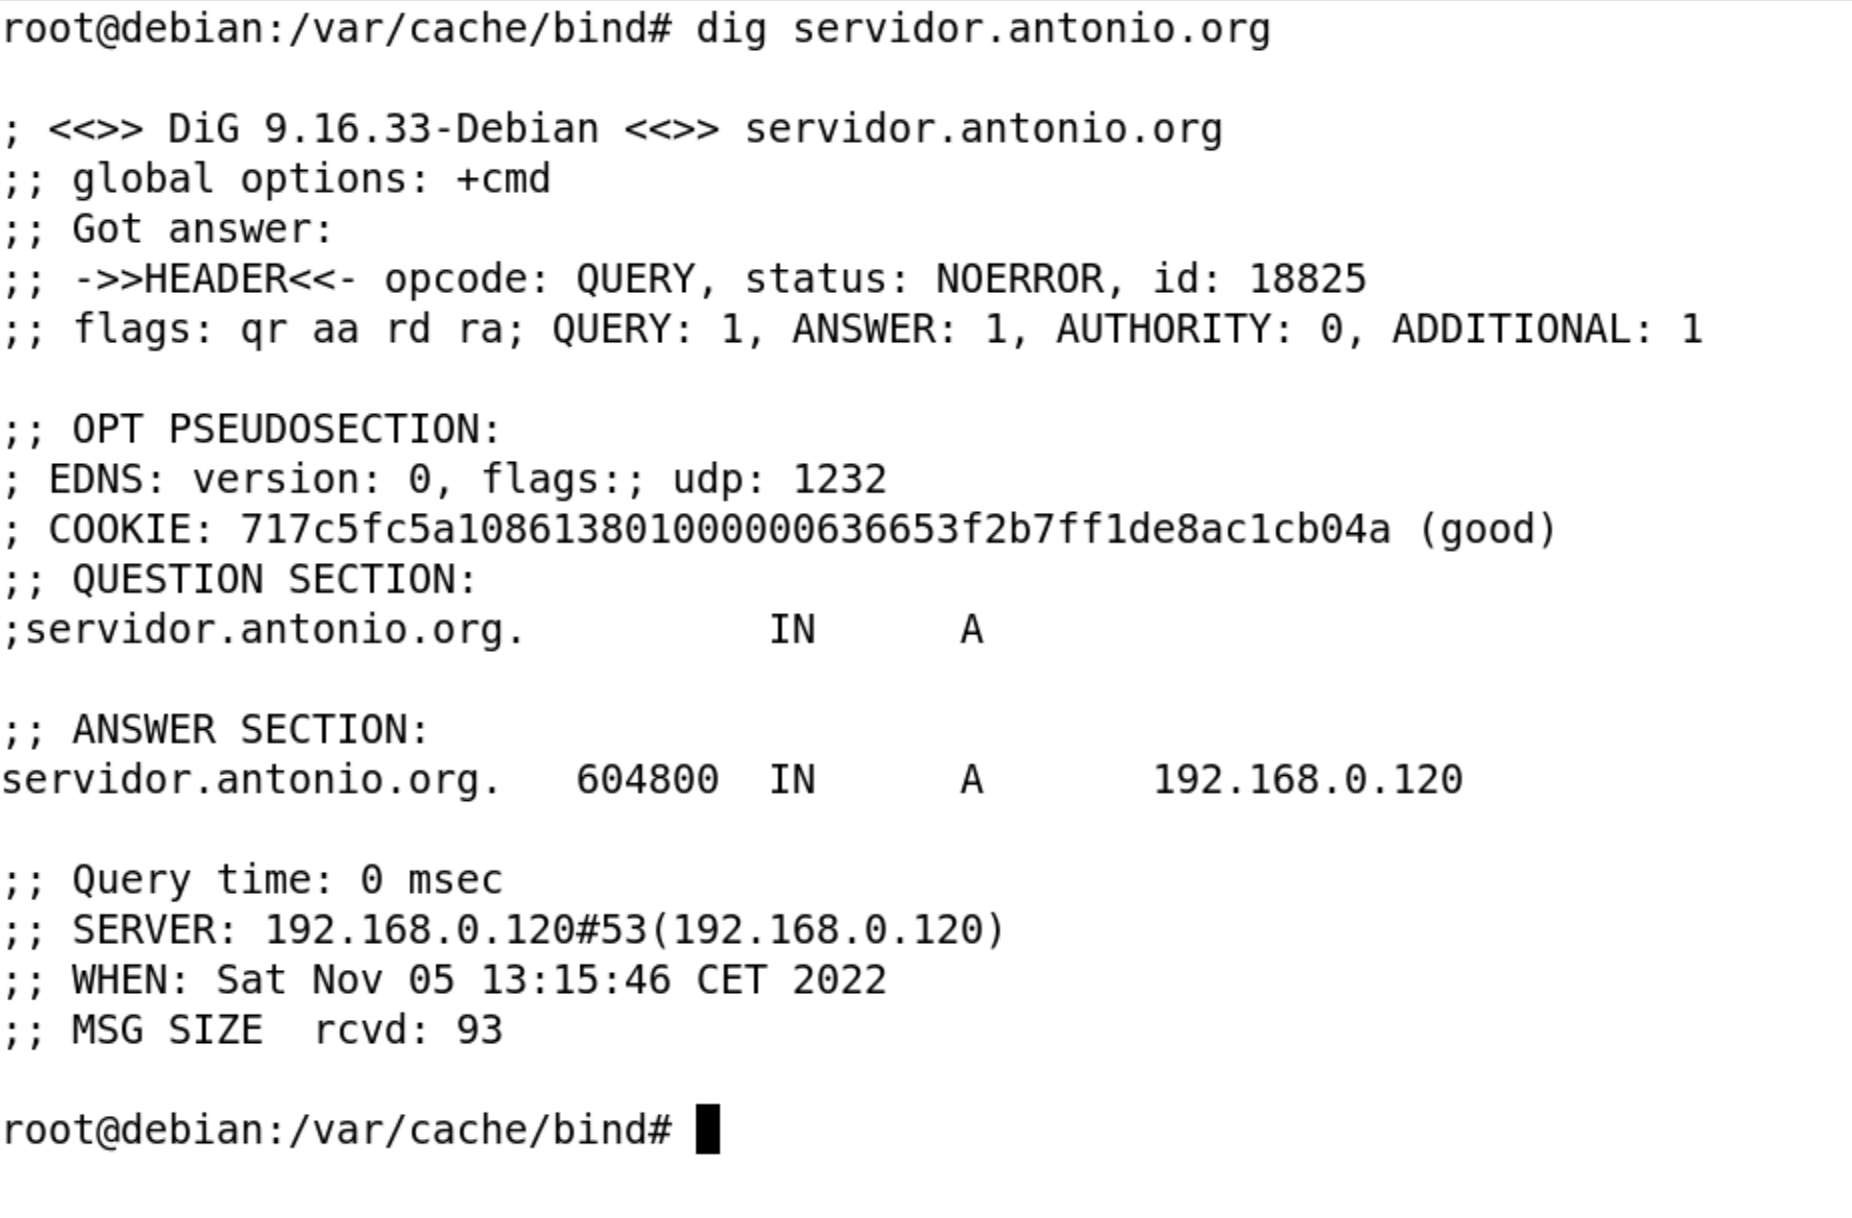 root@debian:/var/cache/bind# dig servidor.antonio.org
; <<>> DiG 9.16.33-Debian <<>> servidor.antonio.org
;; global options: +cmd
;; Got answer:
;; ->>HEADER<<- opcode: QUERY, status: NOERROR, id: 18825
;; flags: qr aa rd ra; QUERY: 1, ANSWER: 1, AUTHORITY: 0, ADDITIONAL: 1
;; OPT PSEUDOSECTION:
; EDNS: version: 0, flags:; udp: 1232
; COOKIE: 717c5fc5a108613801000000636653f2b7ff1de8ac1cb04a (good)
;; QUESTION SECTION:
;servidor.antonio.org. IN A
;; ANSWER SECTION:
servidor.antonio.org. 604800 IN A 192.168.0.120
;; Query time: 0 msec
;; SERVER: 192.168.0.120#53(192.168.0.120)
;; WHEN: Sat Nov 05 13:15:46 CET 2022
;; MSG SIZE  rcvd: 93
root@debian:/var/cache/bind#